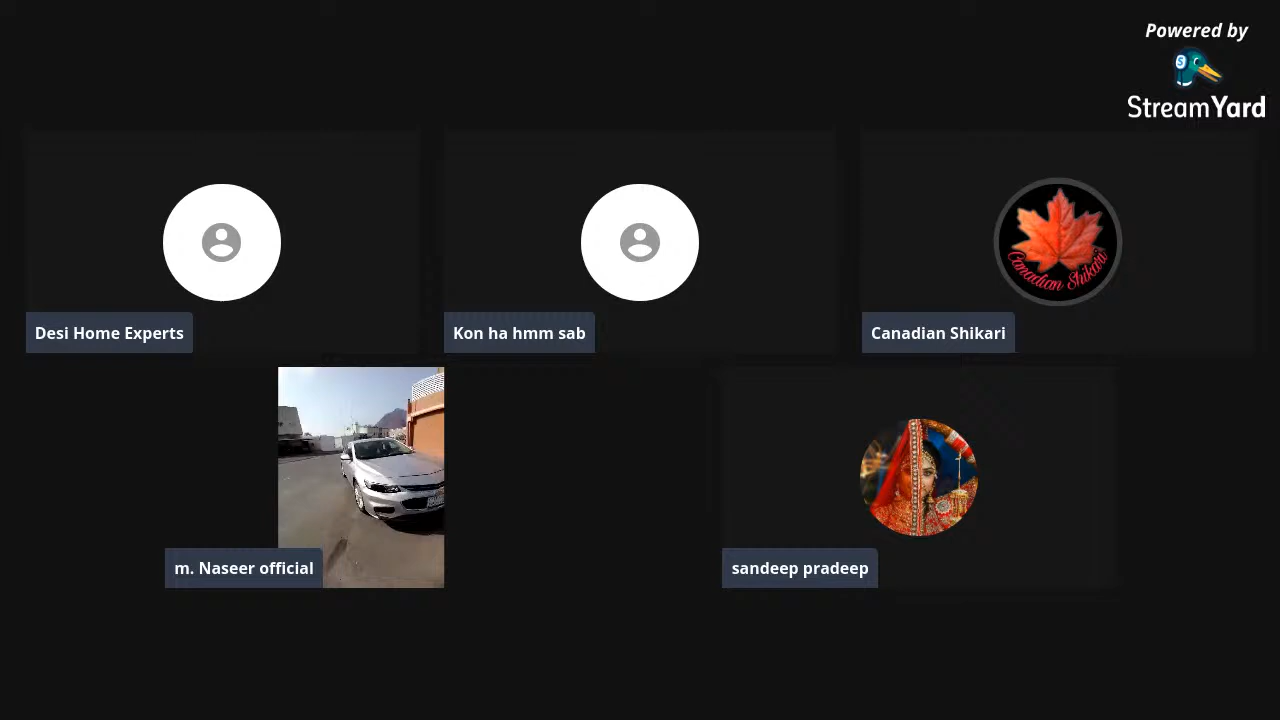 Powered by
StreamYard
Desi Home Experts
Kon ha hmm sab
Canadian Shikari
Canadian Shikari
m. Naseer official
sandeep pradeep